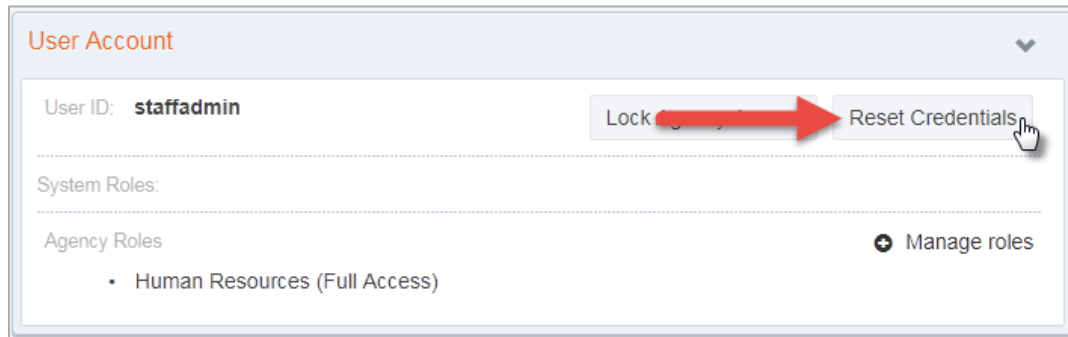 User Account
User ID: staffadmin
Lock
Reset Credentials
System Roles:
Agency Roles
Manage roles
• Human Resources (Full Access)